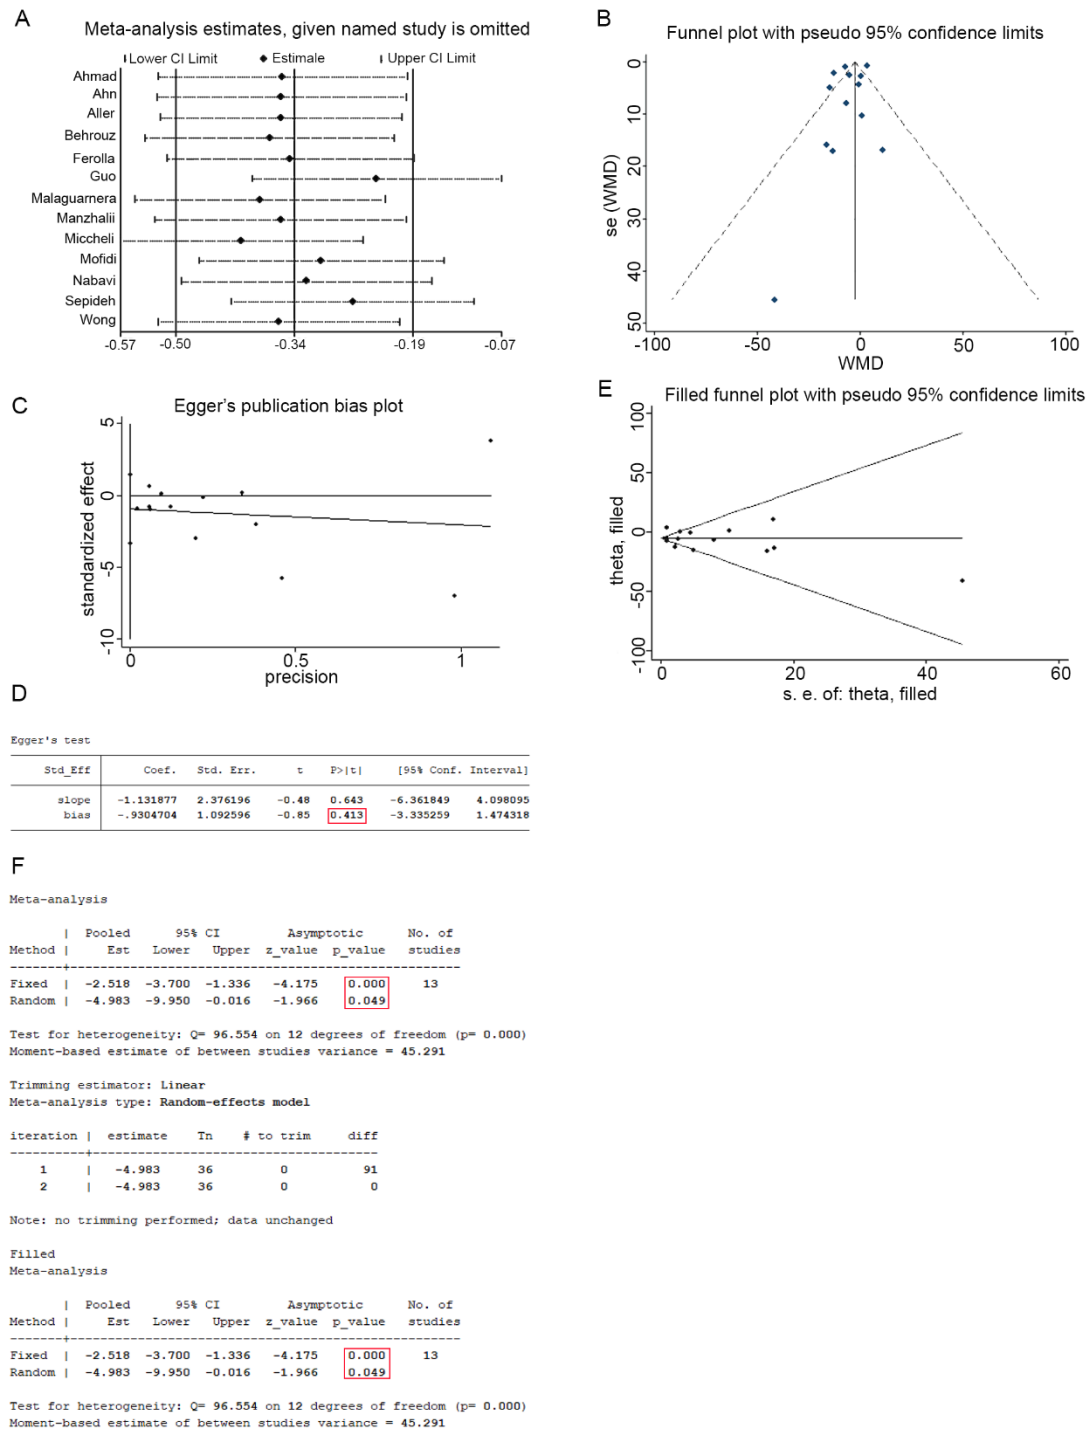 A
Meta-analysis estimates, given named study is omitted
Lower CI Limit Estimale Upper CI Limit
Ahmad
Ahn
Aller
Behrouz
Ferolla
Guo
Malaguarnera
Manzhalii
Miccheli
Mofidi
Nabavi
Sepideh
Wong
-0.57 -0.50 -0.34 -0.19 -0.07
B
Funnel plot with pseudo 95% confidence limits
se (WMD)
0
10
20
30
40
50
-100 -50 0 50 100
WMD
C
Egger's publication bias plot
standardized effect
5
0
-5
-10
0 0.5 1
precision
E
Filled funnel plot with pseudo 95% confidence limits
theta, filled
100
50
0
-50
-100
0 20 40 60
s. e. of: theta, filled
D
Egger's test
Std_Eff Coef. Std. Err. t P>|t| [95% Conf. Interval]
slope -1.131877 2.376196 -0.48 0.643 -6.361849 4.098095
bias -.9304704 1.092596 -0.85 0.413 -3.335259 1.474318
F
Meta-analysis
| Pooled 95% CI Asymptotic No. of
Method | Est Lower Upper z_value p_value studies
-------+----------------------------------------------------
Fixed | -2.518 -3.700 -1.336 -4.175 0.000 13
Random | -4.983 -9.950 -0.016 -1.966 0.049
Test for heterogeneity: Q= 96.554 on 12 degrees of freedom (p= 0.000)
Moment-based estimate of between studies variance = 45.291
Trimming estimator: Linear
Meta-analysis type: Random-effects model
iteration | estimate Tn # to trim diff
----------+--------------------------------------
1 | -4.983 36 0 91
2 | -4.983 36 0 0
Note: no trimming performed; data unchanged
Filled
Meta-analysis
| Pooled 95% CI Asymptotic No. of
Method | Est Lower Upper z_value p_value studies
-------+----------------------------------------------------
Fixed | -2.518 -3.700 -1.336 -4.175 0.000 13
Random | -4.983 -9.950 -0.016 -1.966 0.049
Test for heterogeneity: Q= 96.554 on 12 degrees of freedom (p= 0.000)
Moment-based estimate of between studies variance = 45.291